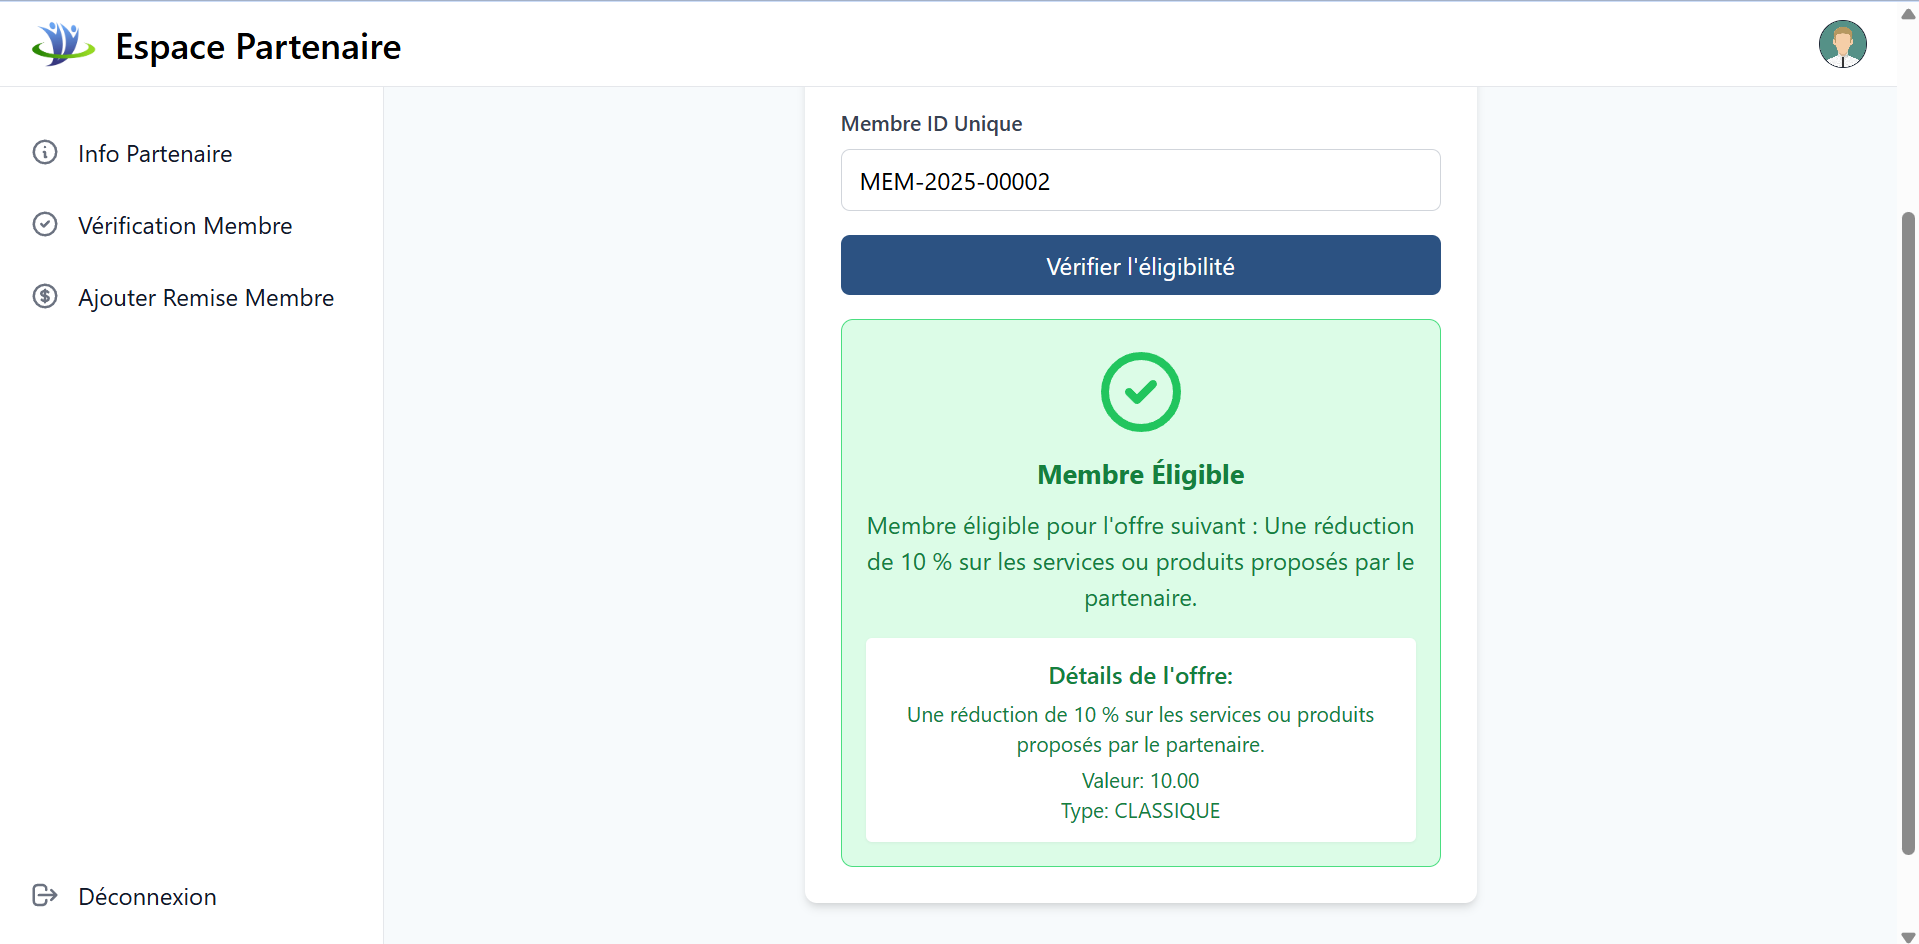 Espace Partenaire
Info Partenaire
Vérification Membre
Ajouter Remise Membre
Déconnexion
Membre ID Unique
MEM-2025-00002
Vérifier l'éligibilité
Membre Éligible
Membre éligible pour l'offre suivant : Une réduction
de 10 % sur les services ou produits proposés par le
partenaire.
Détails de l'offre:
Une réduction de 10 % sur les services ou produits
proposés par le partenaire.
Valeur: 10.00
Type: CLASSIQUE